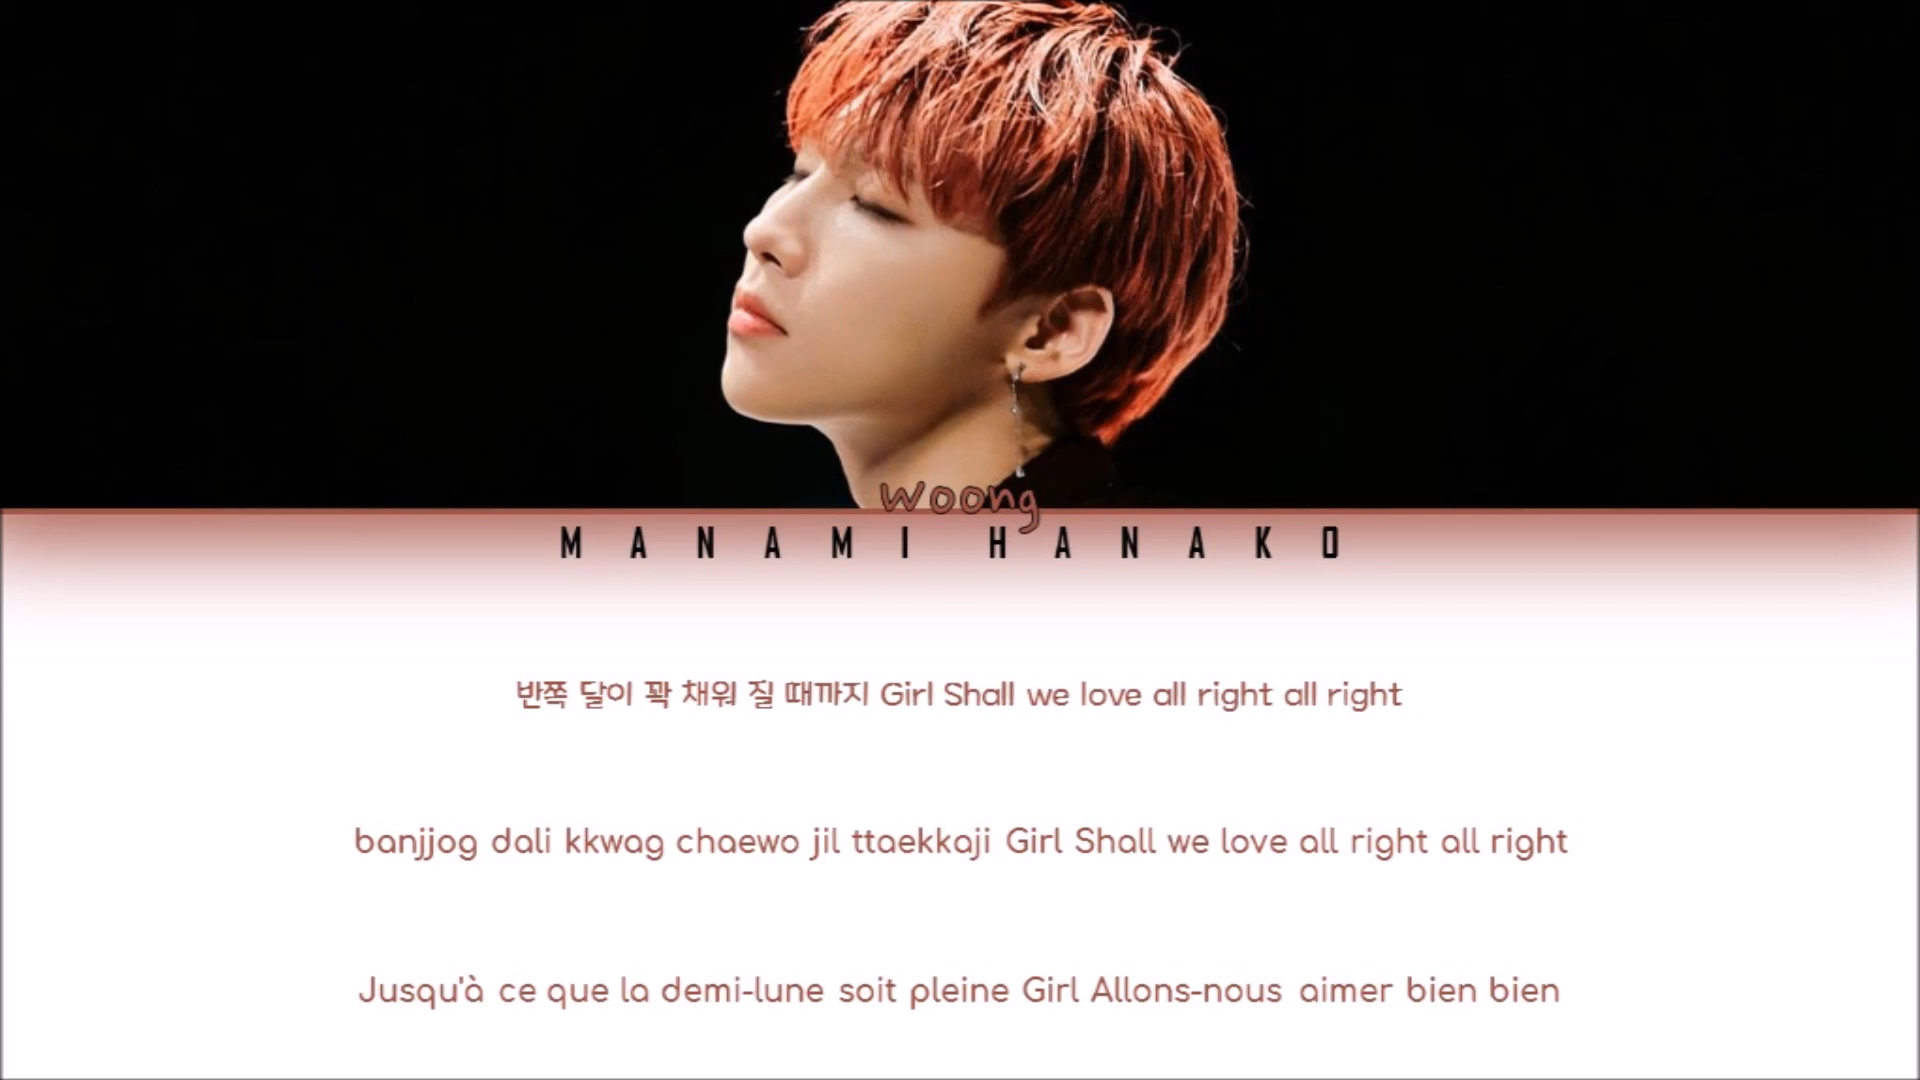 woong
MANAMI HANAKO
반쪽 달이 꽉 채워 질 때까지 Girl Shall we love all right all right
banjjog dali kkwag chaewo jil ttaekkaji Girl Shall we love all right all right
Jusqu'à ce que la demi-lune soit pleine Girl Allons-nous aimer bien bien